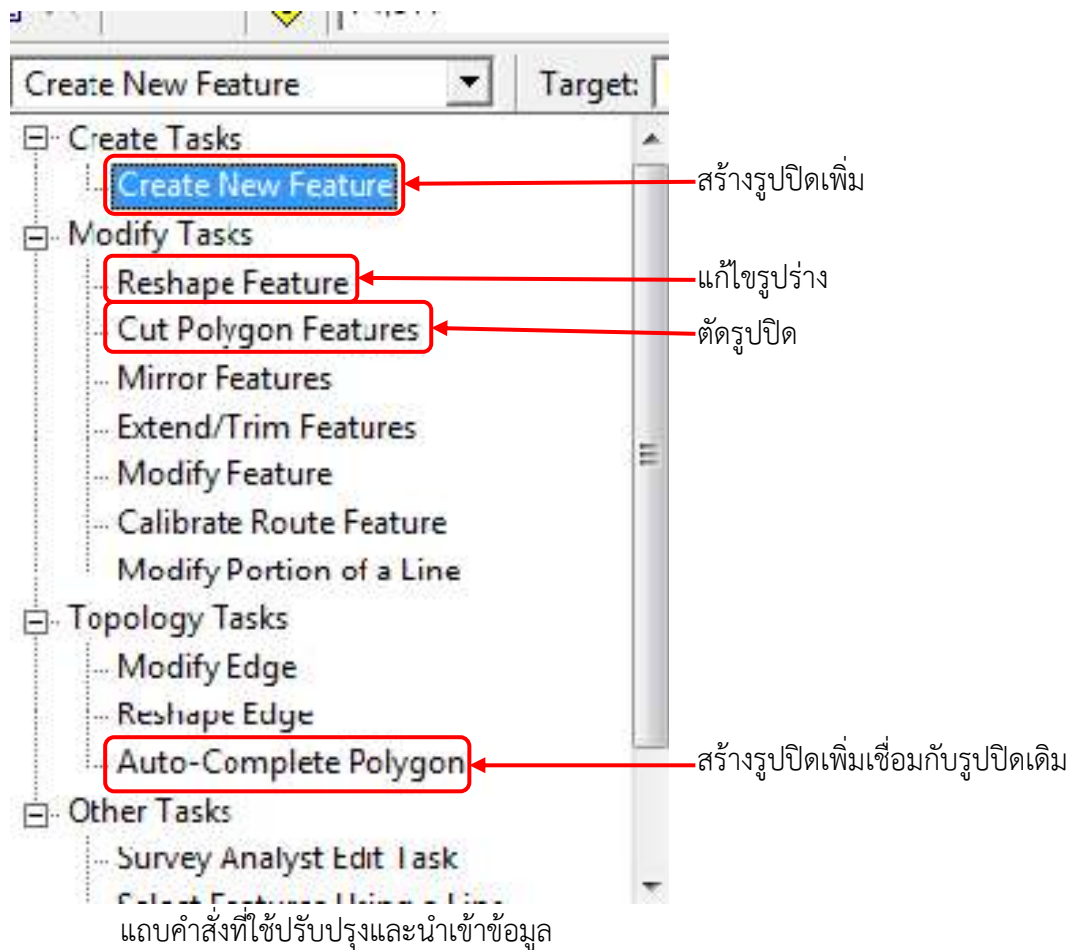 Create New Feature Target:
Create Tasks
Create New Feature สร้างรูปปิดเพิ่ม
Modify Tasks
Reshape Feature แก้ไขรูปร่าง
Cut Polygon Features ตัดรูปปิด
Mirror Features
Extend/Trim Features
Modify Feature
Calibrate Route Feature
Modify Portion of a Line
Topology Tasks
Modify Edge
Reshape Edge
Auto-Complete Polygon สร้างรูปปิดเพิ่มเชื่อมกับรูปปิดเดิม
Other Tasks
Survey Analyst Edit Task
Select Features Using a Line
แถบคำสั่งที่ใช้ปรับปรุงและนำเข้าข้อมูล